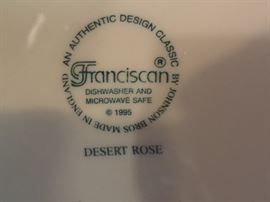 AN AUTHENTIC DESIGN CLASSIC BY JOHNSON BROS MADE IN ENGLAND
Franciscan ®
DISHWASHER AND
MICROWAVE SAFE
© 1995
DESERT ROSE